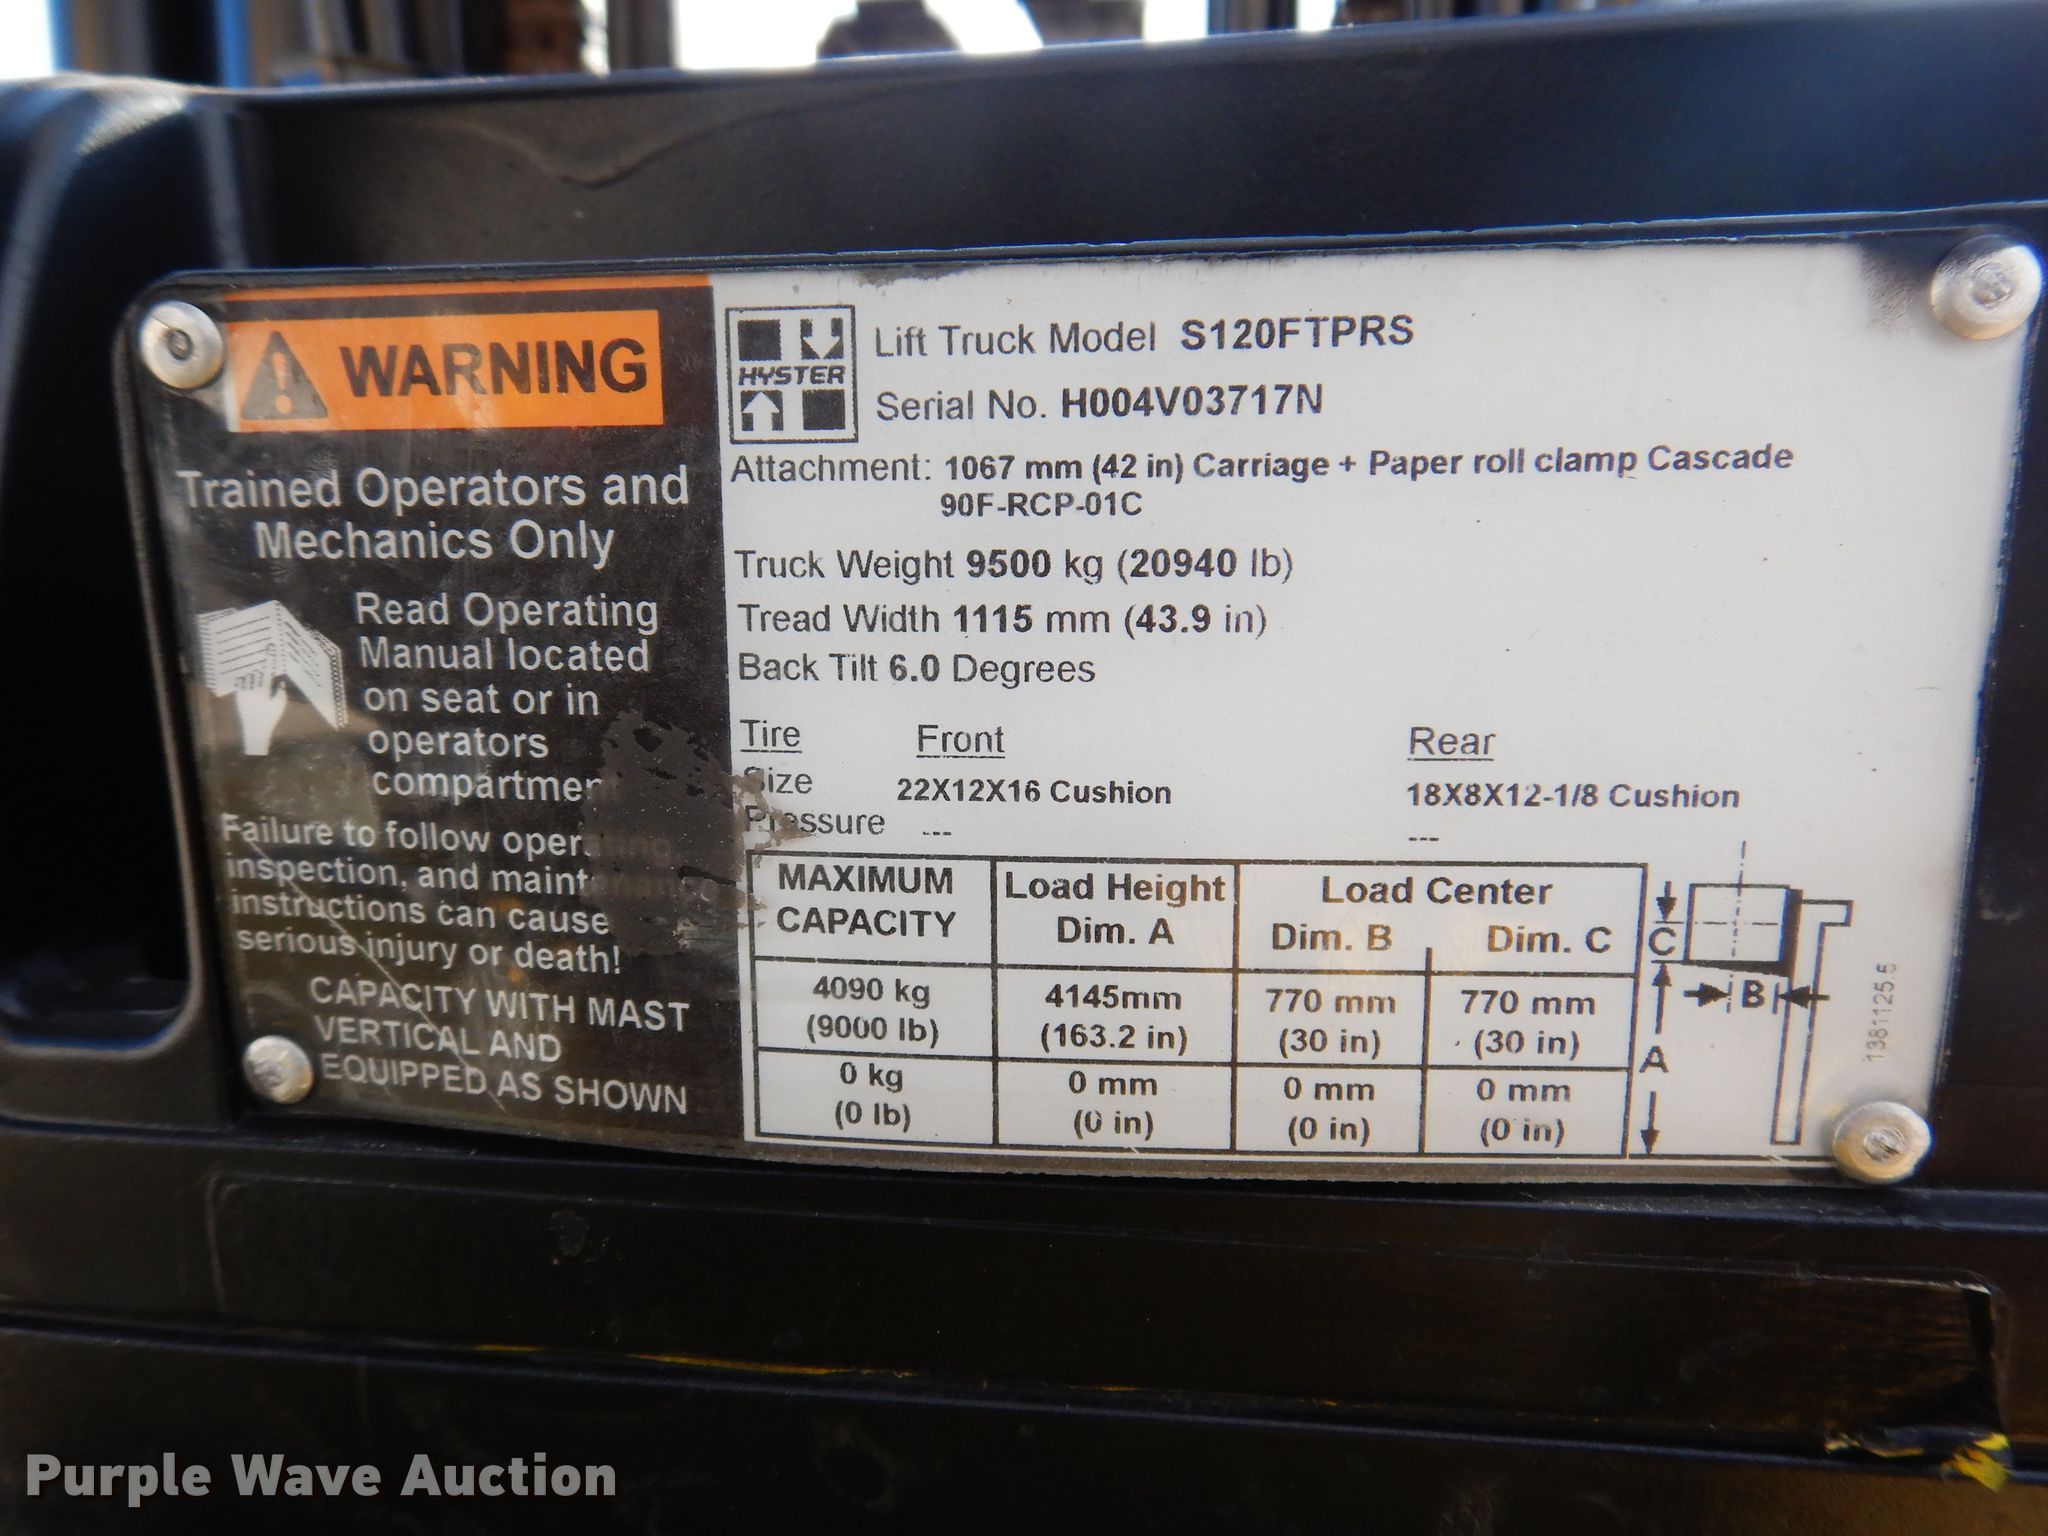 WARNING
Trained Operators and
Mechanics Only
Read Operating
Manual located
on seat or in
operators
compartmen
Failure to follow operating
inspection, and maintenance
instructions can cause
serious injury or death!
CAPACITY WITH MAST
VERTICAL AND
EQUIPPED AS SHOWN
HYSTER
Lift Truck Model S120FTPRS
Serial No. H004V03717N
Attachment: 1067 mm (42 in) Carriage + Paper roll clamp Cascade
90F-RCP-01C
Truck Weight 9500 kg (20940 lb)
Tread Width 1115 mm (43.9 in)
Back Tilt 6.0 Degrees
Tire Front Rear
Size 22X12X16 Cushion 18X8X12-1/8 Cushion
Pressure --- ---
MAXIMUM CAPACITY Load Height Dim. A Load Center Dim. B Dim. C
4090 kg 4145mm 770 mm 770 mm
(9000 lb) (163.2 in) (30 in) (30 in)
0 kg 0 mm 0 mm 0 mm
(0 lb) (0 in) (0 in) (0 in)
C
B
A
13811255
Purple Wave Auction